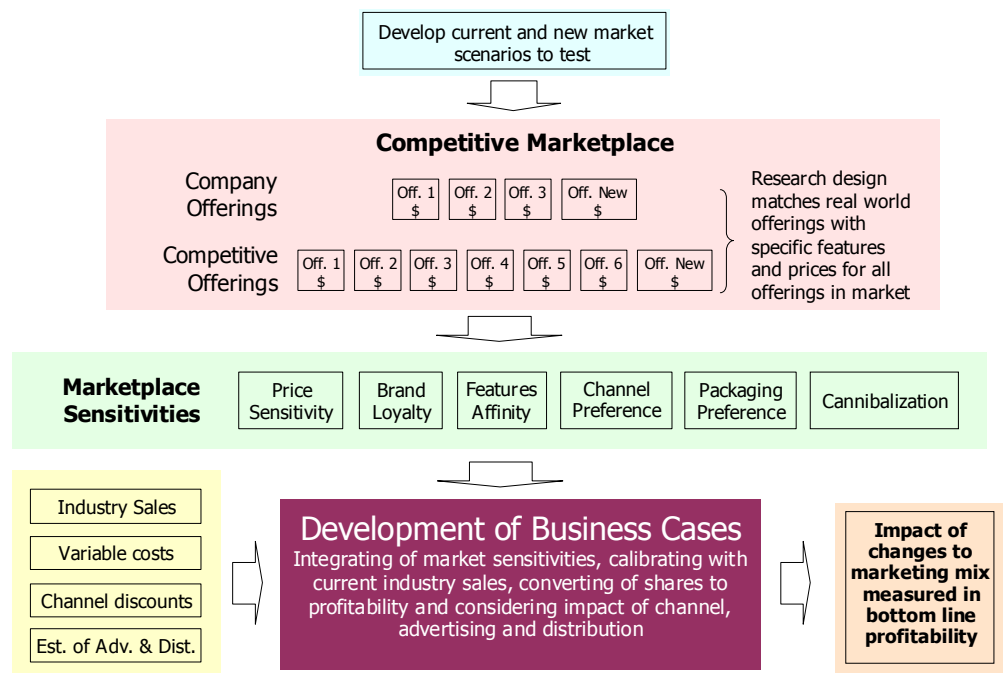 Develop current and new market
scenarios to test
Competitive Marketplace
Company
Offerings
Off. 1
$
Off. 2
$
Off. 3
$
Off. New
$
Competitive
Offerings
Off. 1
$
Off. 2
$
Off. 3
$
Off. 4
$
Off. 5
$
Off. 6
$
Off. New
$
Research design
matches real world
offerings with
specific features
and prices for all
offerings in market
Marketplace
Sensitivities
Price
Sensitivity
Brand
Loyalty
Features
Affinity
Channel
Preference
Packaging
Preference
Cannibalization
Industry Sales
Variable costs
Channel discounts
Est. of Adv. & Dist.
Development of Business Cases
Integrating of market sensitivities, calibrating with
current industry sales, converting of shares to
profitability and considering impact of channel,
advertising and distribution
Impact of
changes to
marketing mix
measured in
bottom line
profitability